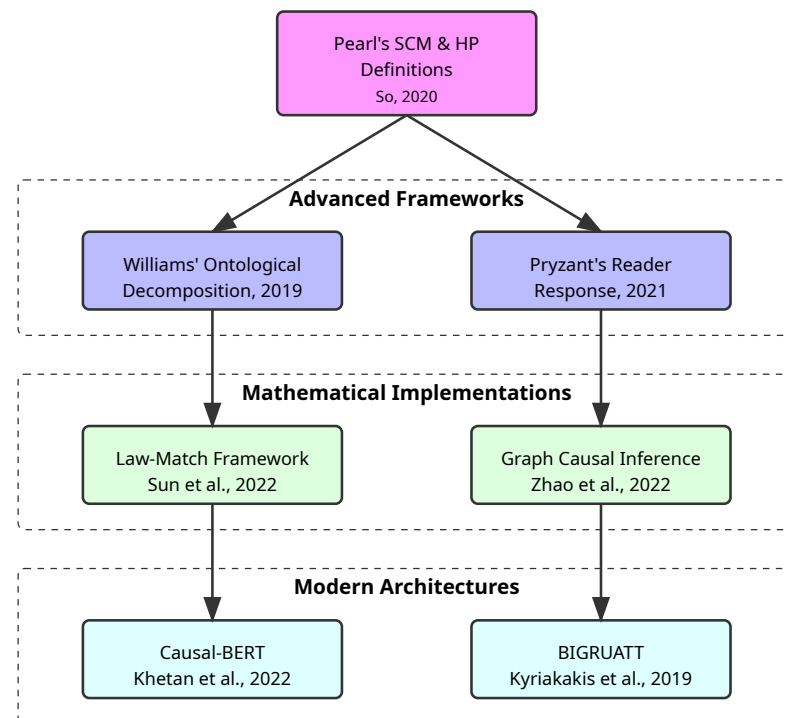 Pearl's SCM & HP
Definitions
So, 2020
Advanced Frameworks
Williams' Ontological
Decomposition, 2019
Pryzant's Reader
Response, 2021
Mathematical Implementations
Law-Match Framework
Sun et al., 2022
Graph Causal Inference
Zhao et al., 2022
Modern Architectures
Causal-BERT
Khetan et al., 2022
BIGRUATT
Kyriakakis et al., 2019